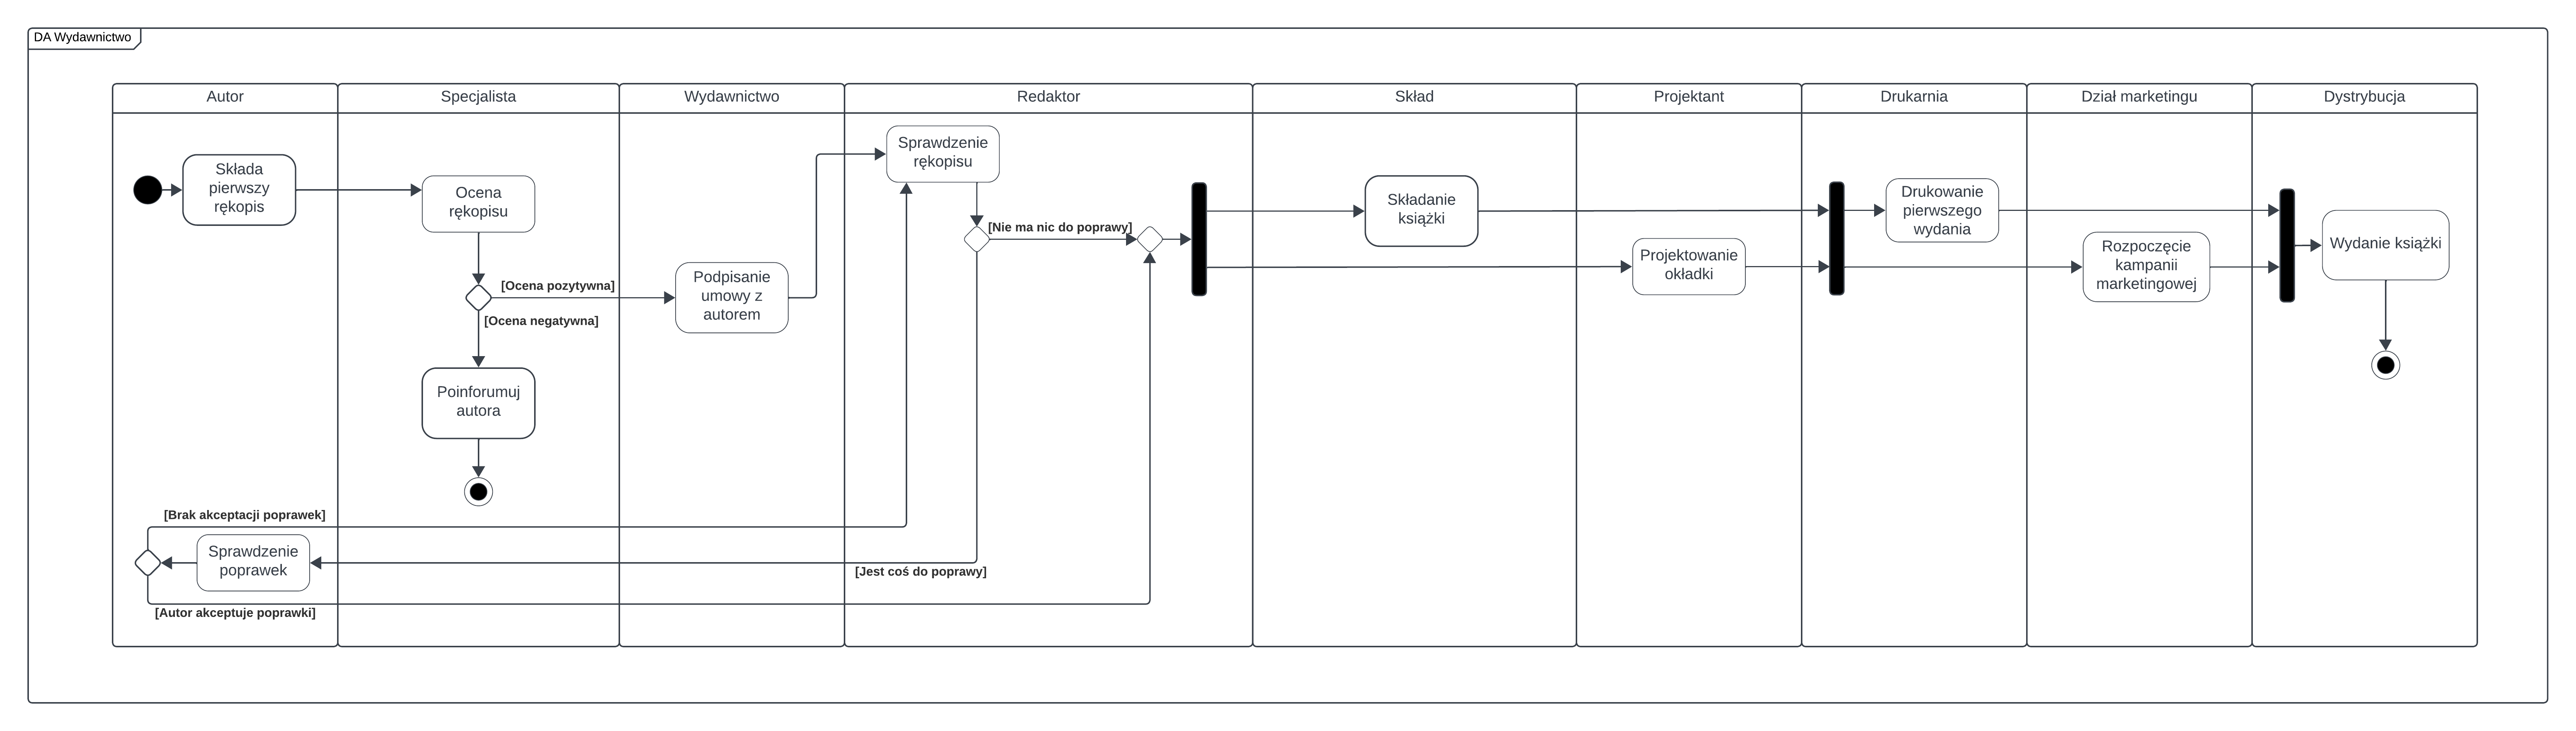 DA Wydawnictwo
Autor
Specjalista
Wydawnictwo
Redaktor
Skład
Projektant
Drukarnia
Dział marketingu
Dystrybucja
Składa
pierwszy
rękopis
Ocena
rękopisu
[Ocena pozytywna]
[Ocena negatywna]
Poinforumuj
autora
Podpisanie
umowy z
autorem
Sprawdzenie
rękopisu
[Nie ma nic do poprawy]
[Jest coś do poprawy]
[Brak akceptacji poprawek]
Sprawdzenie
poprawek
[Autor akceptuje poprawki]
Składanie
książki
Projektowanie
okładki
Drukowanie
pierwszego
wydania
Rozpoczęcie
kampanii
marketingowej
Wydanie książki